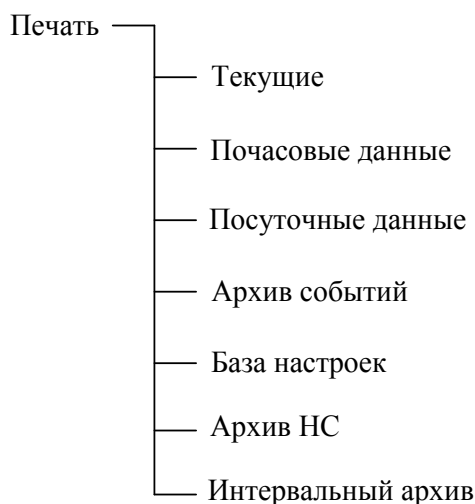 Печать
Текущие
Почасовые данные
Посуточные данные
Архив событий
База настроек
Архив НС
Интервальный архив